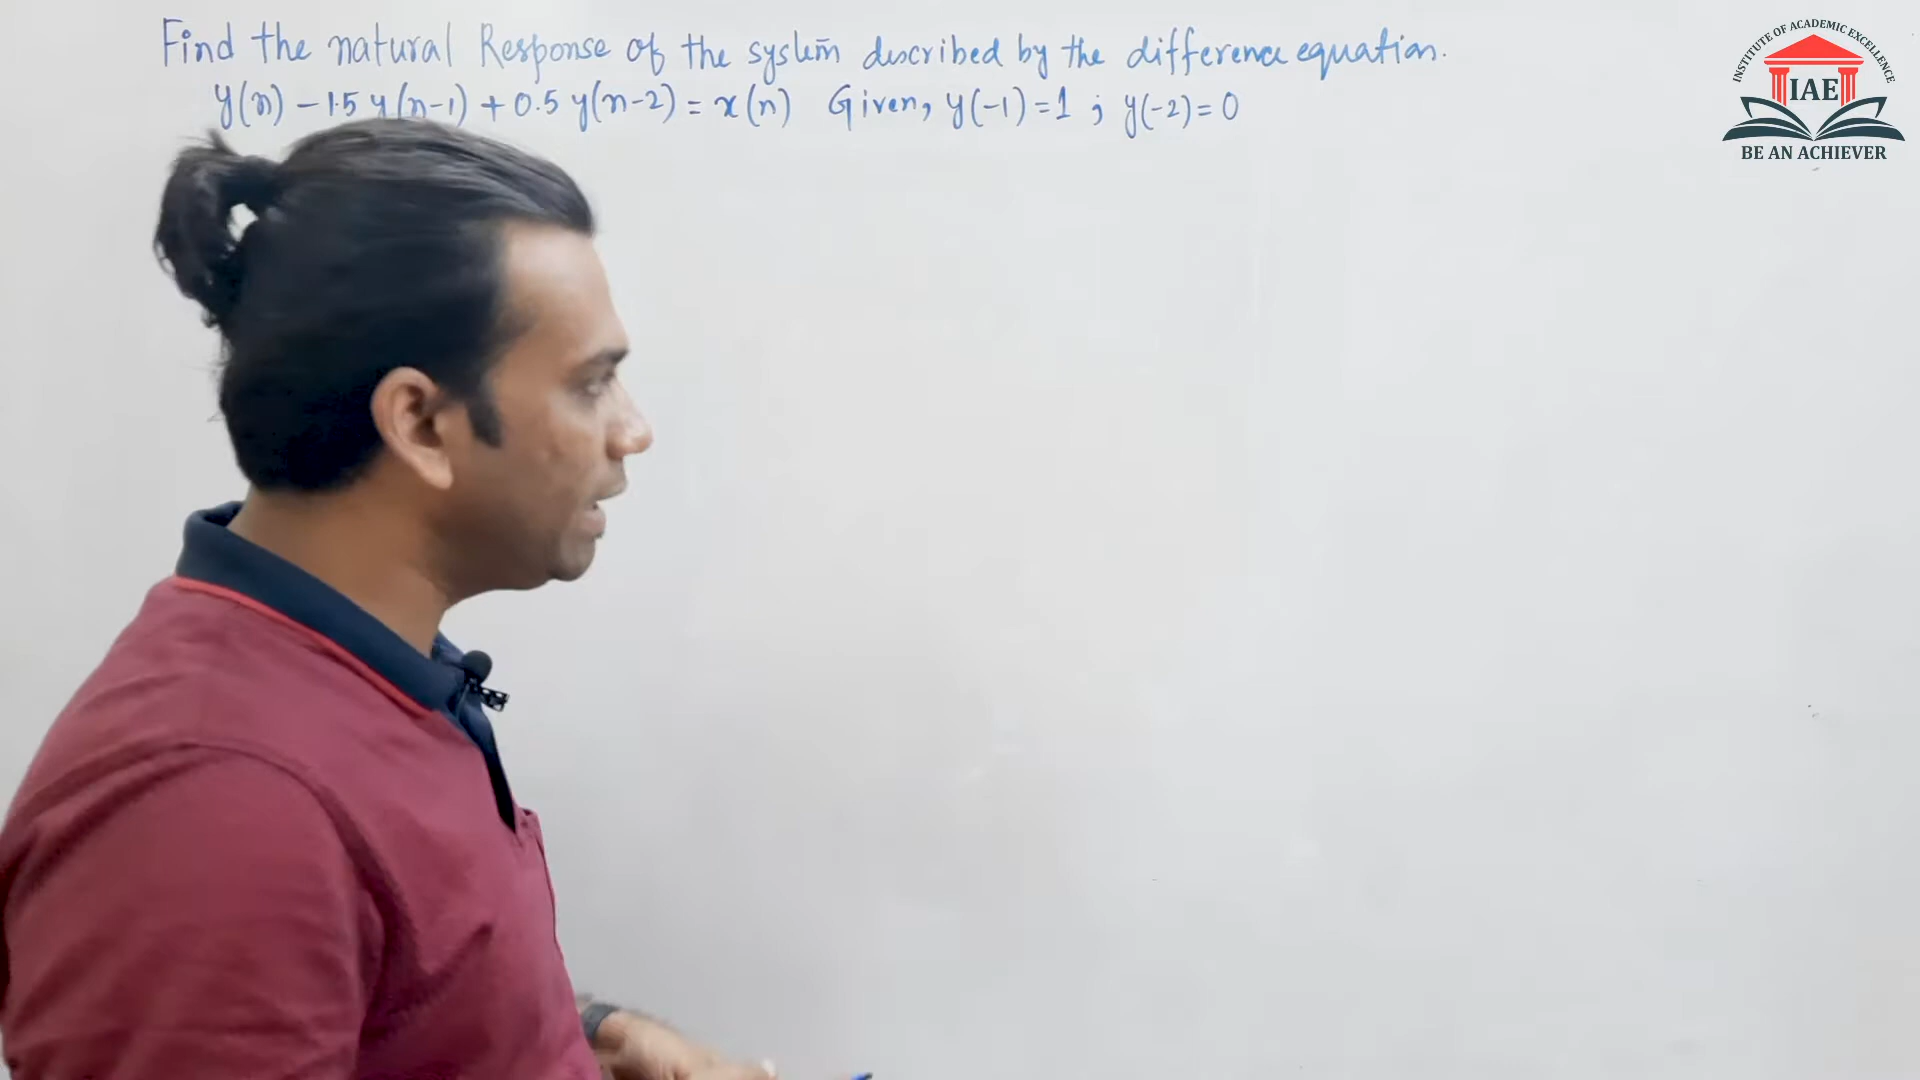 Find the natural Response of the system described by the difference equation.
y(n) - 1.5 y(n-1) + 0.5 y(n-2) = x(n) Given, y(-1) = 1 ; y(-2) = 0
INSTITUTE OF ACADEMIC EXCELLENCE
IAE
BE AN ACHIEVER